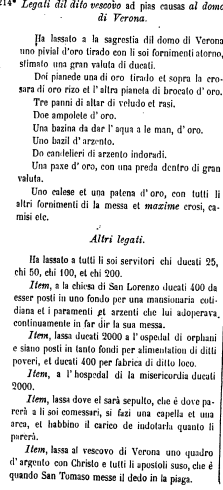 214* Legati dil dito vescovo ad pias causas al domo
di Verona.
Ha lassato a la sagrestia dil domo di Verona
uno pivial d'oro tirado con li soi fornimenti atorno,
stimato una gran valuta di ducati.
Doi pianede una di oro tirado et sopra la cro-
sara di oro rizo et l'altra pianela di brocato d'oro.
Tre panni di altar di veludo et rasi.
Doe ampolete d'oro.
Una bazina da dar l'aqua a le man, d'oro.
Uno bazil d'arzento.
Do candelieri di arzento indoradi.
Una paxe d'oro, con una preda dentro di gran
valuta.
Uno calese et una patena d'oro, con tutti li
altri fornimenti di la messa et maxime crosi, ca-
misi etc.
Altri legati.
Ha lassato a tutti li soi servitori chi ducati 25,
chi 50, chi 100, et chi 200.
Item, a la chiesa di San Lorenzo ducati 400 da
esser posti in uno fondo per una mansionaria coti-
diana et i paramenti et arzenti che lui adoperava
continuamente in far dir la sua messa.
Item, lassa ducati 2000 a l'ospedal di orphani
e siano posti in tanto fondo per alimentation di ditti
poveri, et ducati 400 per fabrica di ditto loco.
Item, a l'hospedal di la misericordia ducati
2000.
Item, lassa dove el sarà sepulto, che è dove pa-
rerà a li soi comessari, si fazi una capella et una
arca, et habbino il carico de indotarla quanto li
parerà.
Item, lassa al vescovo di Verona uno quadro
d'argento con Christo e tutti li apostoli suso, che è
quando San Tomaso messe il dedo in la piaga.